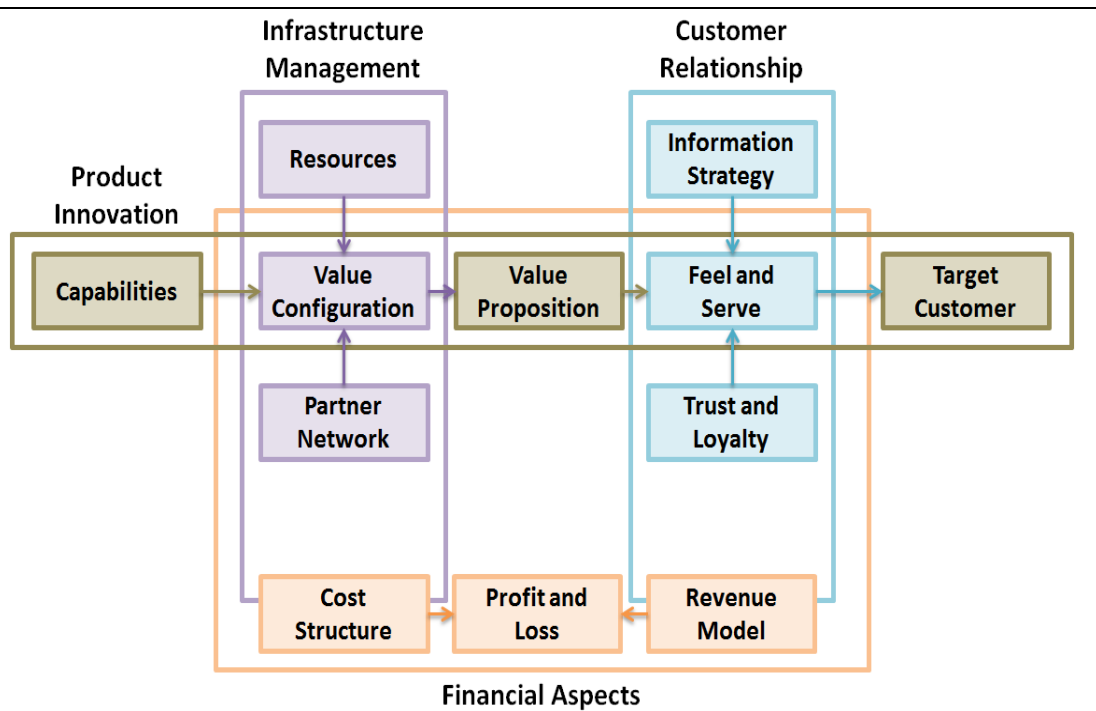 Infrastructure
Management
Customer
Relationship
Resources
Information
Strategy
Product
Innovation
Capabilities
Value
Configuration
Value
Proposition
Feel and
Serve
Target
Customer
Partner
Network
Trust and
Loyalty
Cost
Structure
Profit and
Loss
Revenue
Model
Financial Aspects